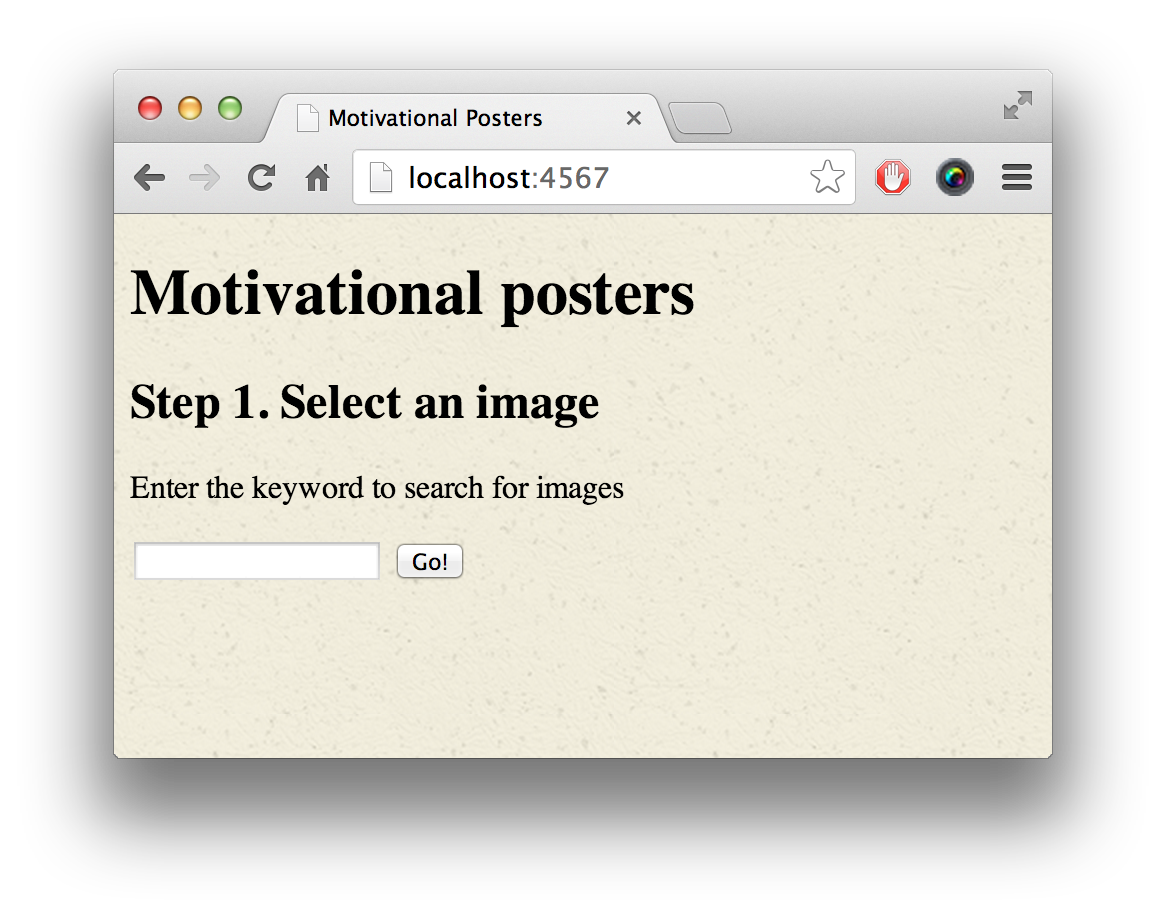 Motivational Posters
localhost:4567
Motivational posters
Step 1. Select an image
Enter the keyword to search for images
Go!